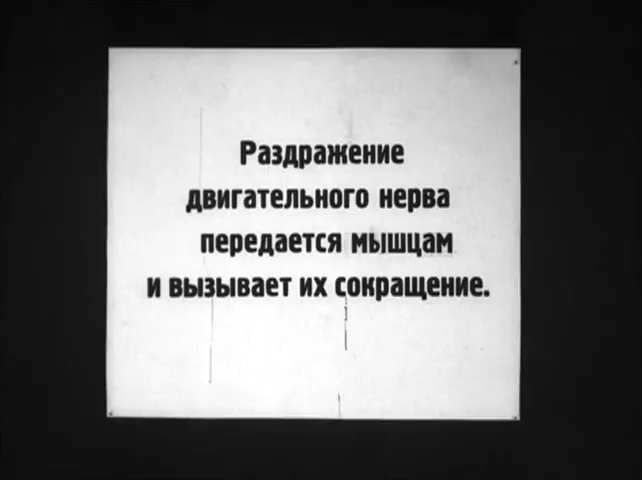 Раздражение
двигательного нерва
передается мышцам
и вызывает их сокращение.